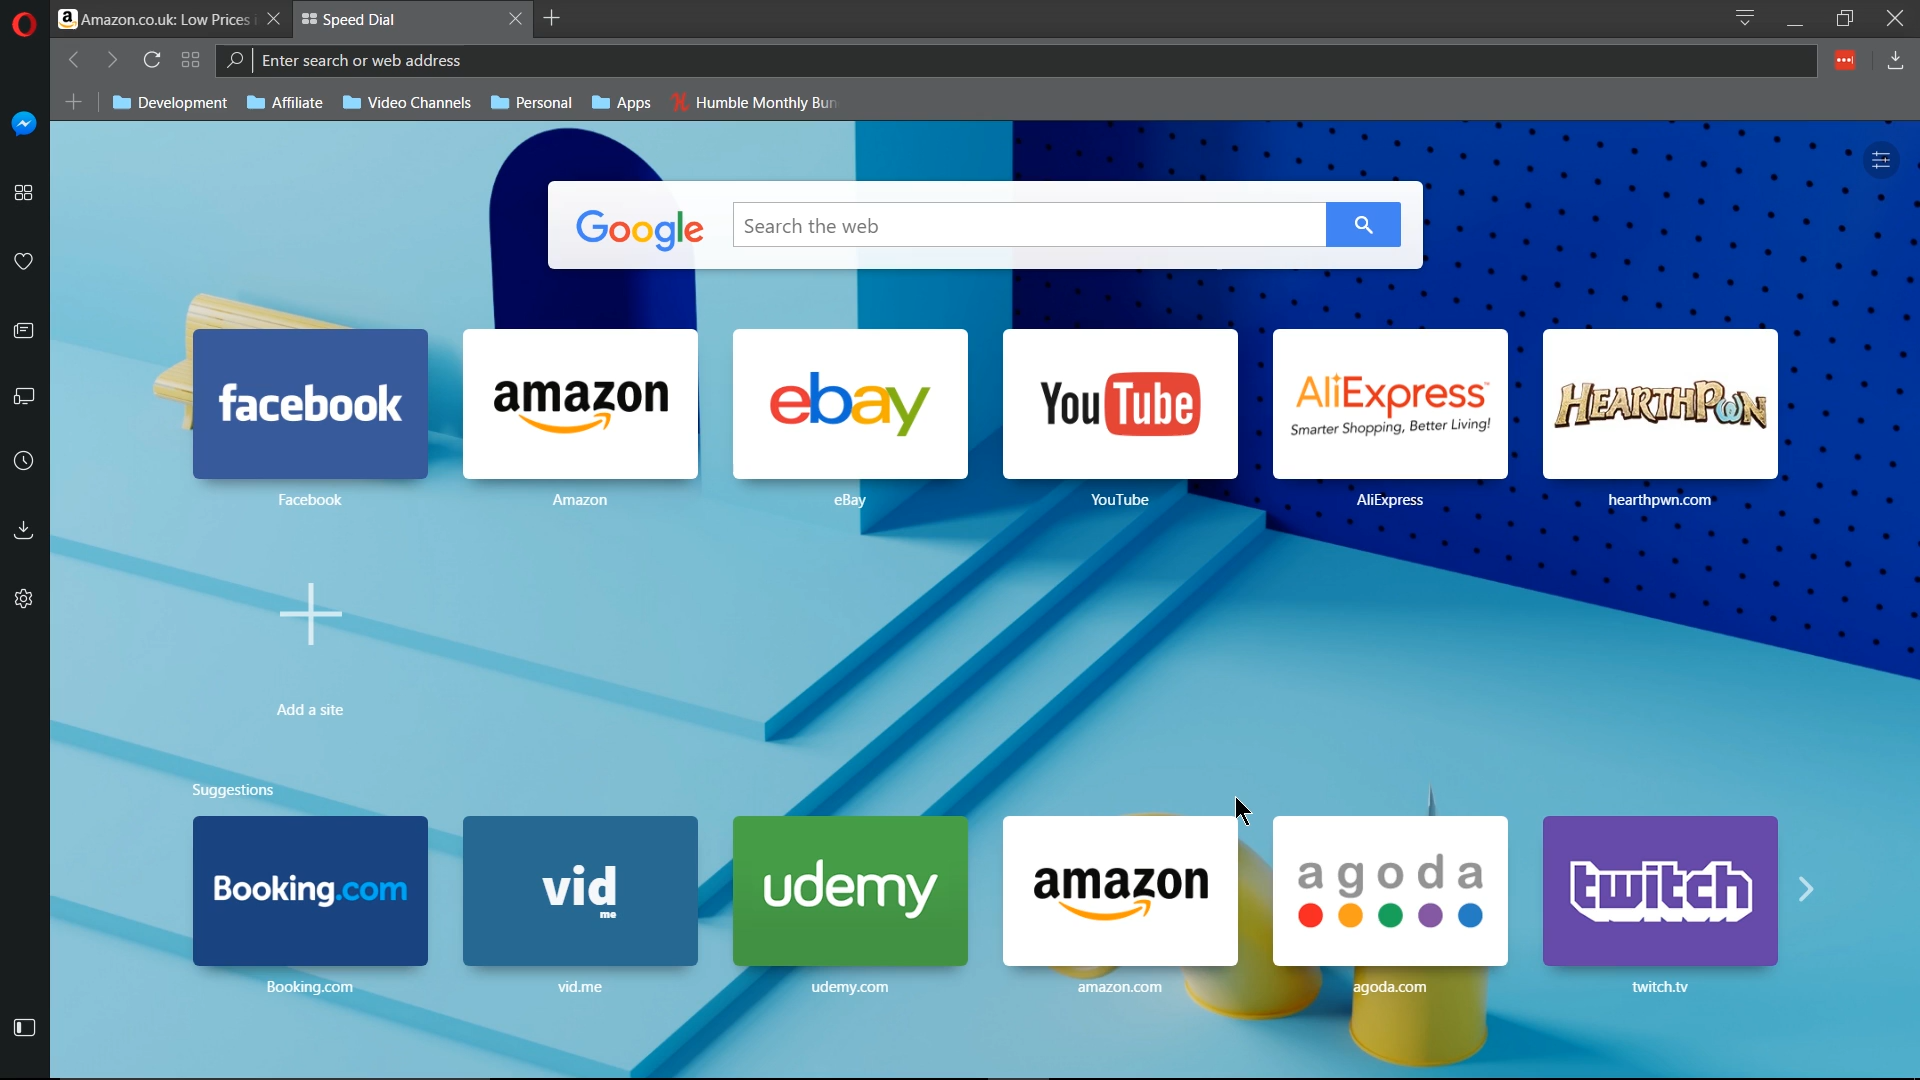 Amazon.co.uk: Low Prices
Speed Dial
Enter search or web address
Development
Affiliate
Video Channels
Personal
Apps
Humble Monthly Bun
Google
Search the web
facebook
amazon
ebay
YouTube
AliExpress™
Smarter Shopping, Better Living!
HEARTHPWN
Facebook
Amazon
eBay
YouTube
AliExpress
hearthpwn.com
Add a site
Suggestions
Booking.com
vid
me
udemy
amazon
agoda
twitch
Booking.com
vid.me
udemy.com
amazon.com
agoda.com
twitch.tv